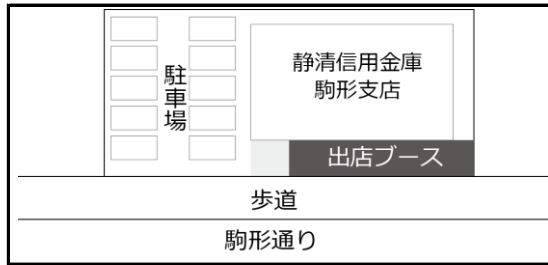 静清信用金庫
駒形支店
駐車場
出店ブース
歩道
駒形通り